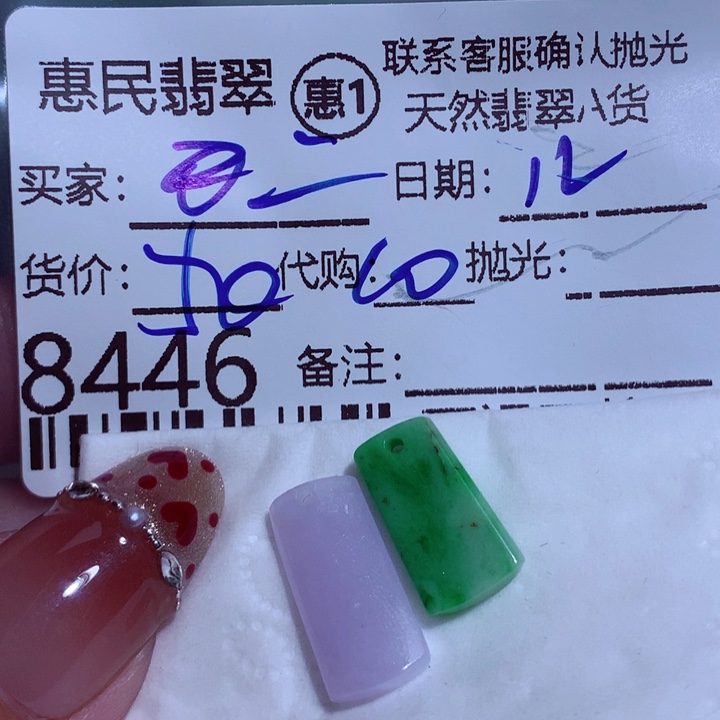 惠民翡翠 惠1 联系客服确认抛光
天然翡翠A货
买家: 日期: 12
货价: 50 代购: 10 抛光:
8446 备注: